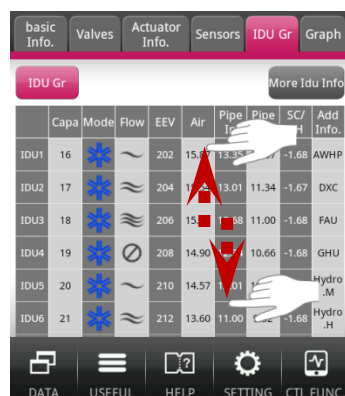 basic Info. Valves Actuator Info. Sensors IDU Gr Graph
IDU Gr More Idu Info
Capa Mode Flow EEV Air Pipe Pipe SC/ Add Info.
IDU1 16 202 15.87 13.35 -1.68 AWHP
IDU2 17 204 13.01 11.34 -1.67 DXC
IDU3 18 206 11.00 -1.68 FAU
IDU4 19 208 14.90 10.66 -1.68 GHU
IDU5 20 210 14.57 -1.68 Hydro.M
IDU6 21 212 13.60 11.00 -1.68 Hydro.H
DATA USEFUL HELP SETTING CTL FUNC